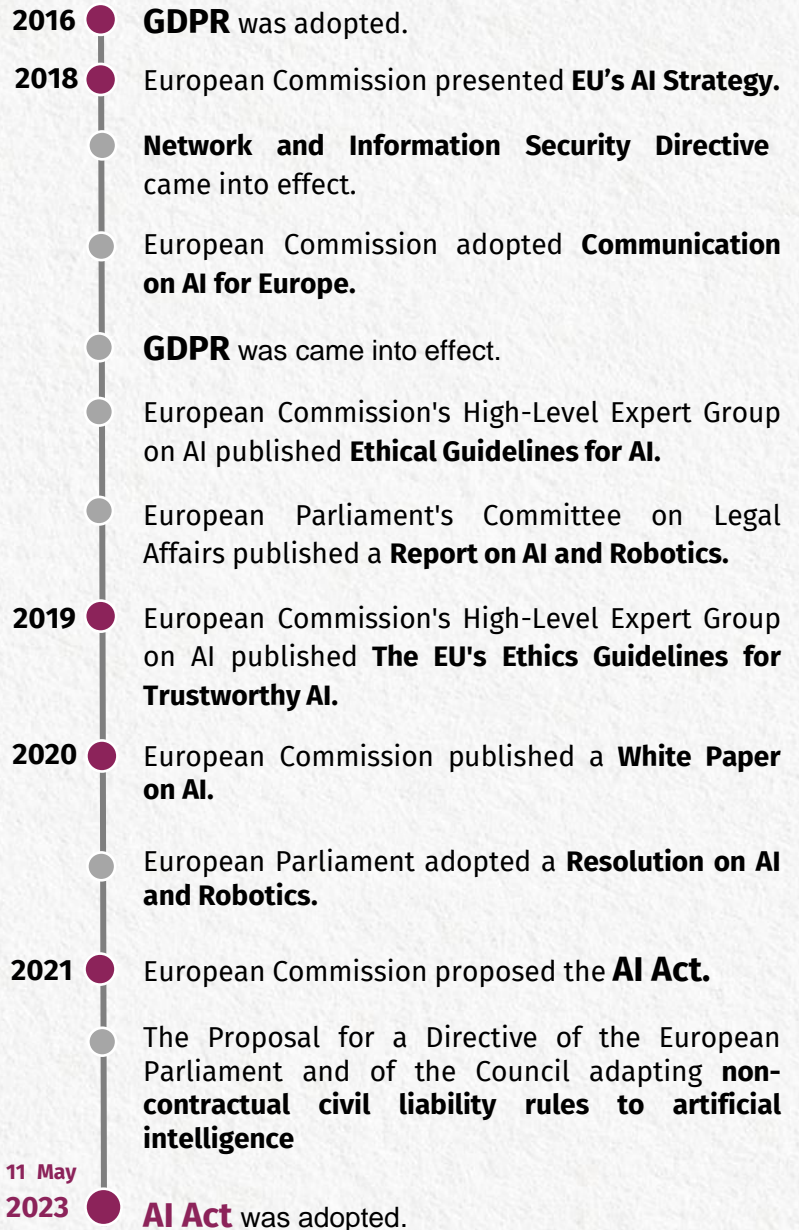 2016 GDPR was adopted.
2018 European Commission presented EU’s AI Strategy.
Network and Information Security Directive
came into effect.
European Commission adopted Communication
on AI for Europe.
GDPR was came into effect.
European Commission's High-Level Expert Group
on AI published Ethical Guidelines for AI.
European Parliament's Committee on Legal
Affairs published a Report on AI and Robotics.
2019 European Commission's High-Level Expert Group
on AI published The EU's Ethics Guidelines for
Trustworthy AI.
2020 European Commission published a White Paper
on AI.
European Parliament adopted a Resolution on AI
and Robotics.
2021 European Commission proposed the AI Act.
The Proposal for a Directive of the European
Parliament and of the Council adapting non-
contractual civil liability rules to artificial
intelligence
11 May
2023 AI Act was adopted.